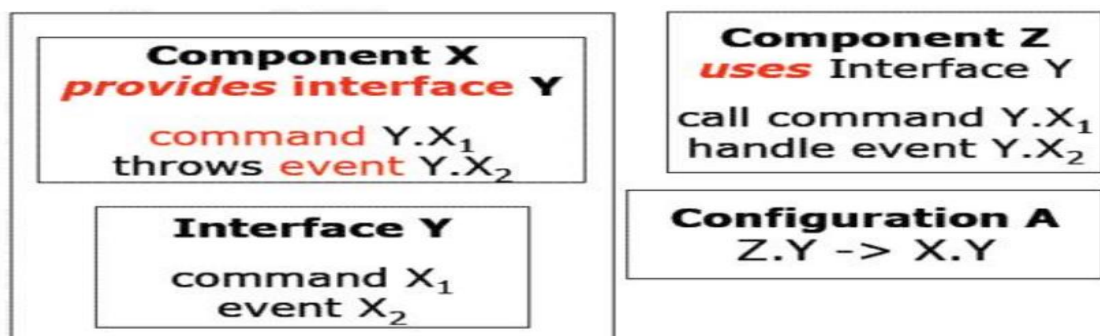 Component X
provides interface Y
command Y.X₁
throws event Y.X₂
Interface Y
command X₁
event X₂
Component Z
uses Interface Y
call command Y.X₁
handle event Y.X₂
Configuration A
Z.Y -> X.Y